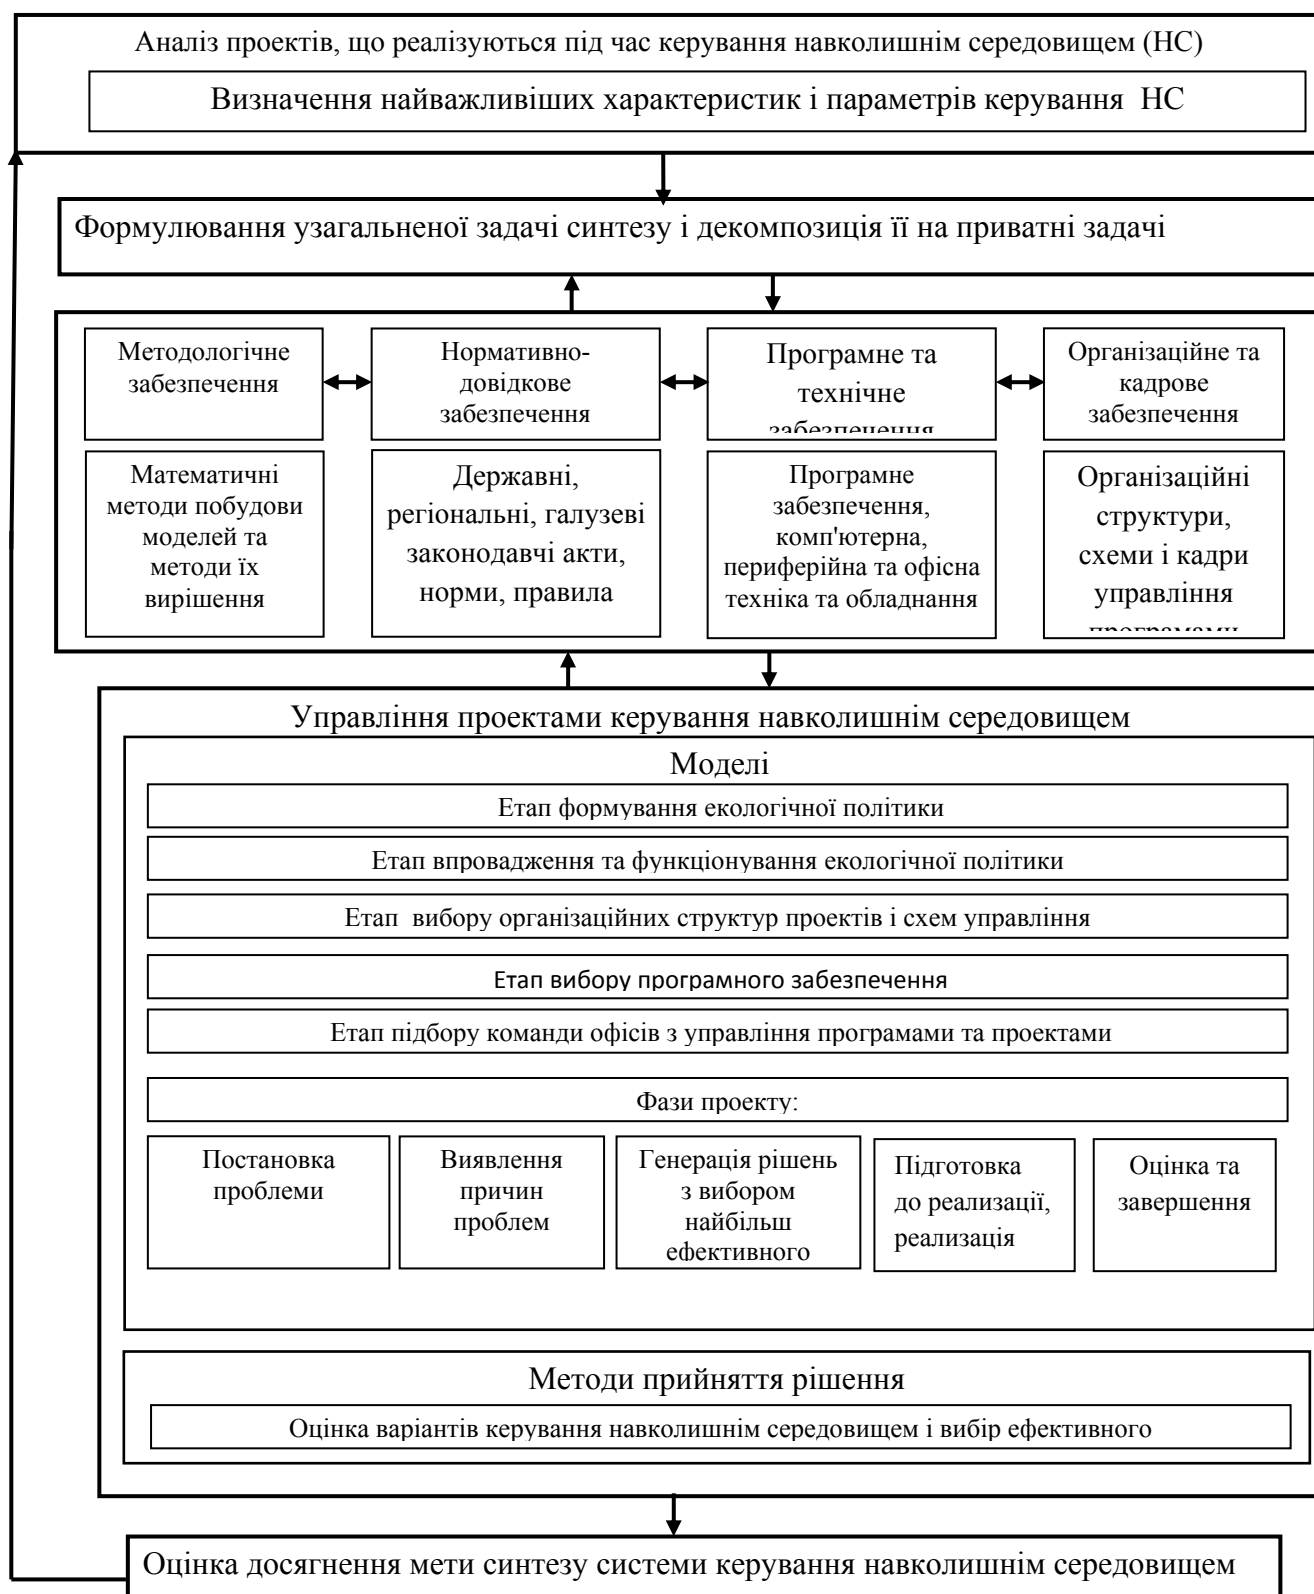 Аналіз проектів, що реалізуються під час керування навколишнім середовищем (НС)
Визначення найважливіших характеристик і параметрів керування НС
Формулювання узагальненої задачі синтезу і декомпозиція її на приватні задачі
Методологічне
забезпечення
Нормативно-
довідкове
забезпечення
Програмне та
технічне
забезпечення
Організаційне та
кадрове
забезпечення
Математичні
методи побудови
моделей та
методи їх
вирішення
Державні,
регіональні, галузеві
законодавчі акти,
норми, правила
Програмне
забезпечення,
комп'ютерна,
периферійна та офісна
техніка та обладнання
Організаційні
структури,
схеми і кадри
управління
програмами
Управління проектами керування навколишнім середовищем
Моделі
Етап формування екологічної політики
Етап впровадження та функціонування екологічної політики
Етап вибору організаційних структур проектів і схем управління
Етап вибору програмного забезпечення
Етап підбору команди офісів з управління програмами та проектами
Фази проекту:
Постановка
проблеми
Виявлення
причин
проблем
Генерація рішень
з вибором
найбільш
ефективного
Підготовка
до реализації,
реализація
Оцінка та
завершення
Методи прийняття рішення
Оцінка варіантів керування навколишнім середовищем і вибір ефективного
Оцінка досягнення мети синтезу системи керування навколишнім середовищем